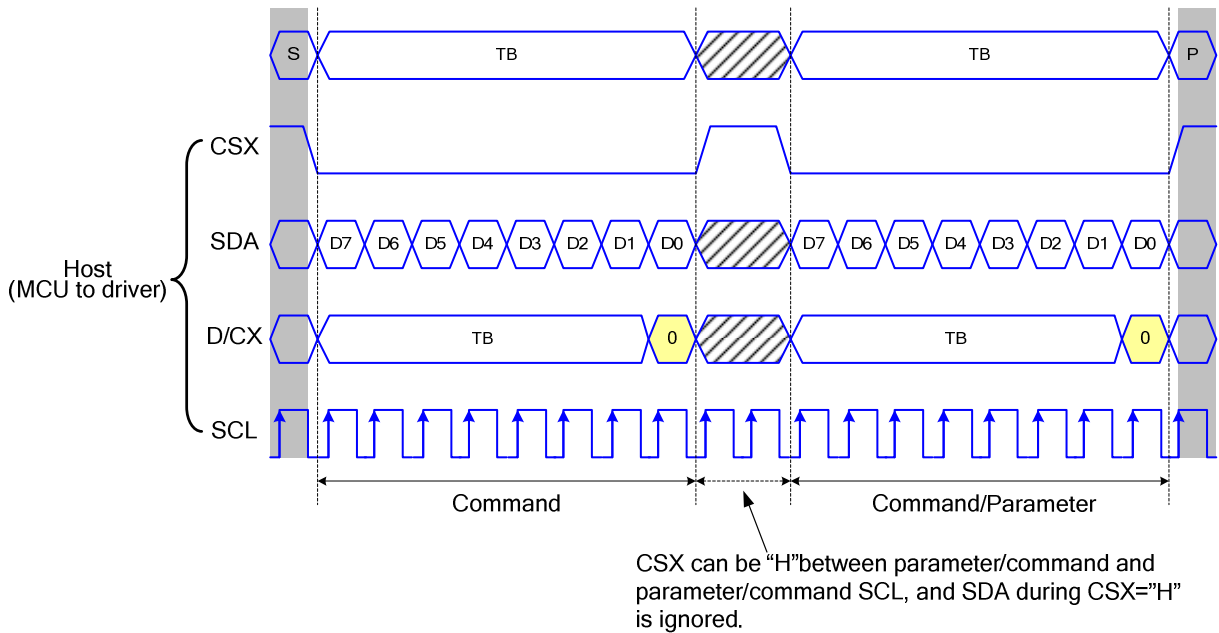 S TB TB P
CSX
SDA D7 D6 D5 D4 D3 D2 D1 D0 D7 D6 D5 D4 D3 D2 D1 D0
Host
(MCU to driver)
D/CX TB 0 TB 0
SCL
Command Command/Parameter
CSX can be “H”between parameter/command and
parameter/command SCL, and SDA during CSX=”H”
is ignored.